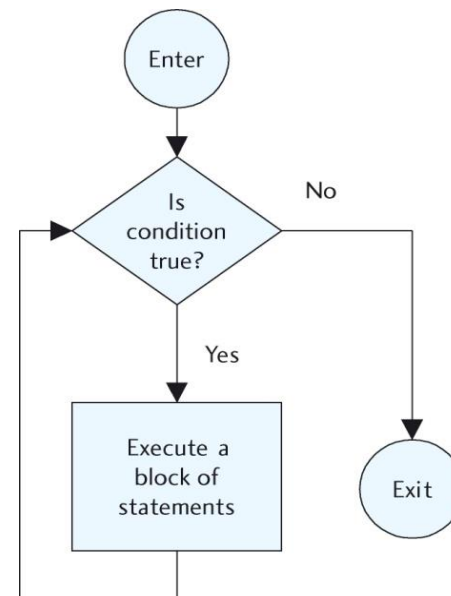 Enter
Is
condition
true?
No
Yes
Execute a
block of
statements
Exit